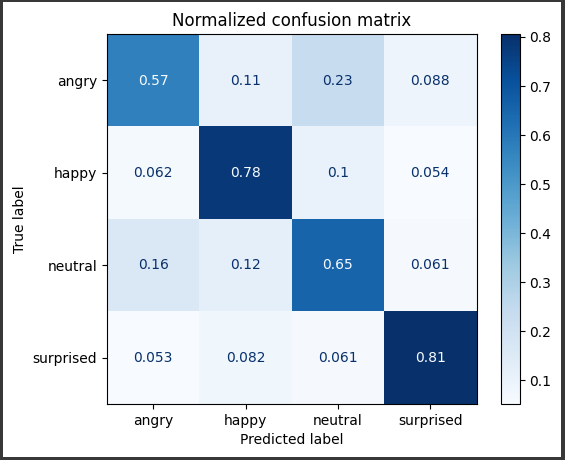 Normalized confusion matrix
angry 0.57 0.11 0.23 0.088
happy 0.062 0.78 0.1 0.054
neutral 0.16 0.12 0.65 0.061
surprised 0.053 0.082 0.061 0.81
angry happy neutral surprised
Predicted label
True label
0.8
0.7
0.6
0.5
0.4
0.3
0.2
0.1